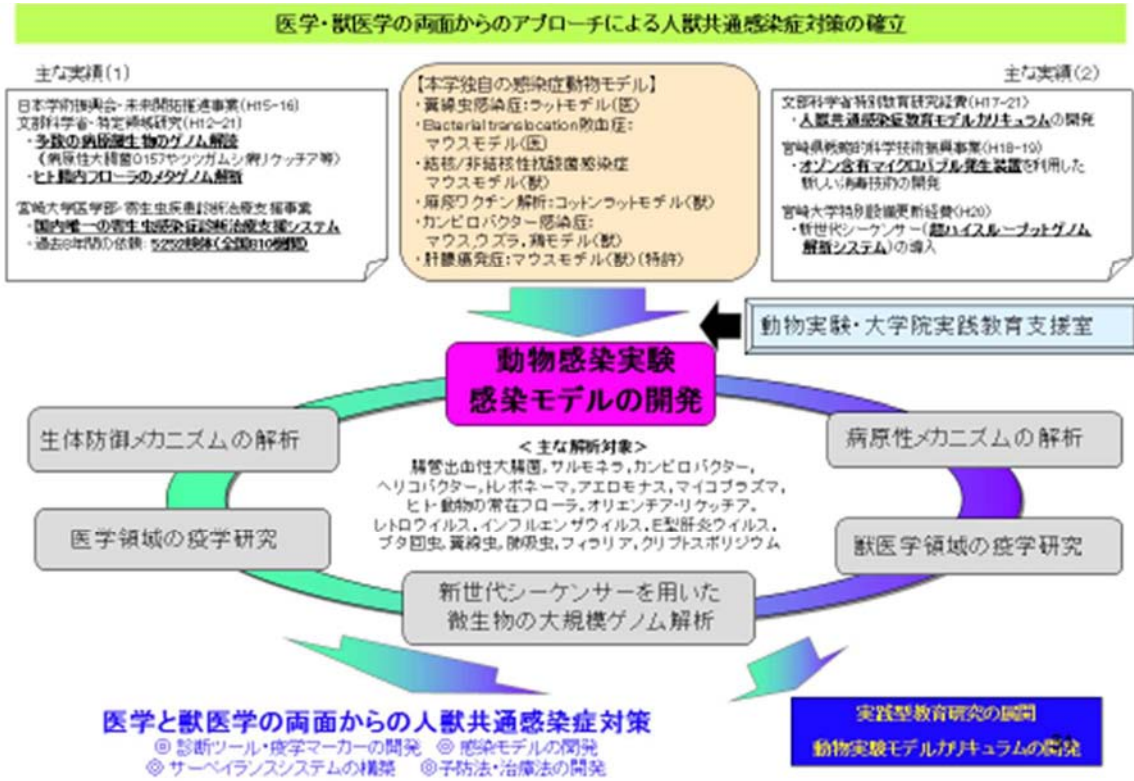 医学・獣医学の両面からのアプローチによる人獣共通感染症対策の確立
主な実績(1)
日本学術振興会・未来開拓推進事業(H15-16)
文部科学省・特定領域研究(H12-21)
・多数の病原微生物のゲノム解読
(病原性大腸菌O157やツツガムシ病リケッチア等)
・ヒト腸内フローラのメタゲノム解析
宮崎大学医学部・寄生虫疾患診断治療支援事業
・国内唯一の寄生虫感染症診断治療支援システム
・過去8年間の依頼：5252検体(全国810機関)
【本学独自の感染症動物モデル】
・糞線虫感染症：ラットモデル(医)
・Bacterial translocation敗血症：
マウスモデル(医)
・結核/非結核性抗酸菌感染症
マウスモデル(獣)
・麻疹ワクチン解析：コットンラットモデル(獣)
・カンピロバクター感染症：
マウス,ウズラ,鶏モデル(獣)
・肝臓癌発症：マウスモデル(獣)(特許)
主な実績(2)
文部科学省特別教育研究経費(H17-21)
・人獣共通感染症教育モデルカリキュラムの開発
宮崎県戦略的科学技術振興事業(H18-19)
・オゾン含有マイクロバブル発生装置を利用した
新しい消毒技術の開発
宮崎大学特別設備更新経費(H20)
・新世代シーケンサー(超ハイスループットゲノム
解析システム)の導入
動物実験・大学院実践教育支援室
動物感染実験
感染モデルの開発
生体防御メカニズムの解析
病原性メカニズムの解析
＜主な解析対象＞
腸管出血性大腸菌,サルモネラ,カンピロバクター,
ヘリコバクター,トレポネーマ,アエロモナス,マイコプラズマ,
ヒト・動物の常在フローラ,オリエンチア・リケッチア,
レトロウイルス,インフルエンザウイルス,E型肝炎ウイルス,
ブタ回虫,糞線虫,肺吸虫,フィラリア,クリプトスポリジウム
医学領域の疫学研究
獣医学領域の疫学研究
新世代シーケンサーを用いた
微生物の大規模ゲノム解析
医学と獣医学の両面からの人獣共通感染症対策
◎診断ツール・疫学マーカーの開発 ◎感染モデルの開発
◎サーベイランスシステムの構築 ◎予防法・治療法の開発
実践型教育研究の展開
動物実験モデルカリキュラムの開発